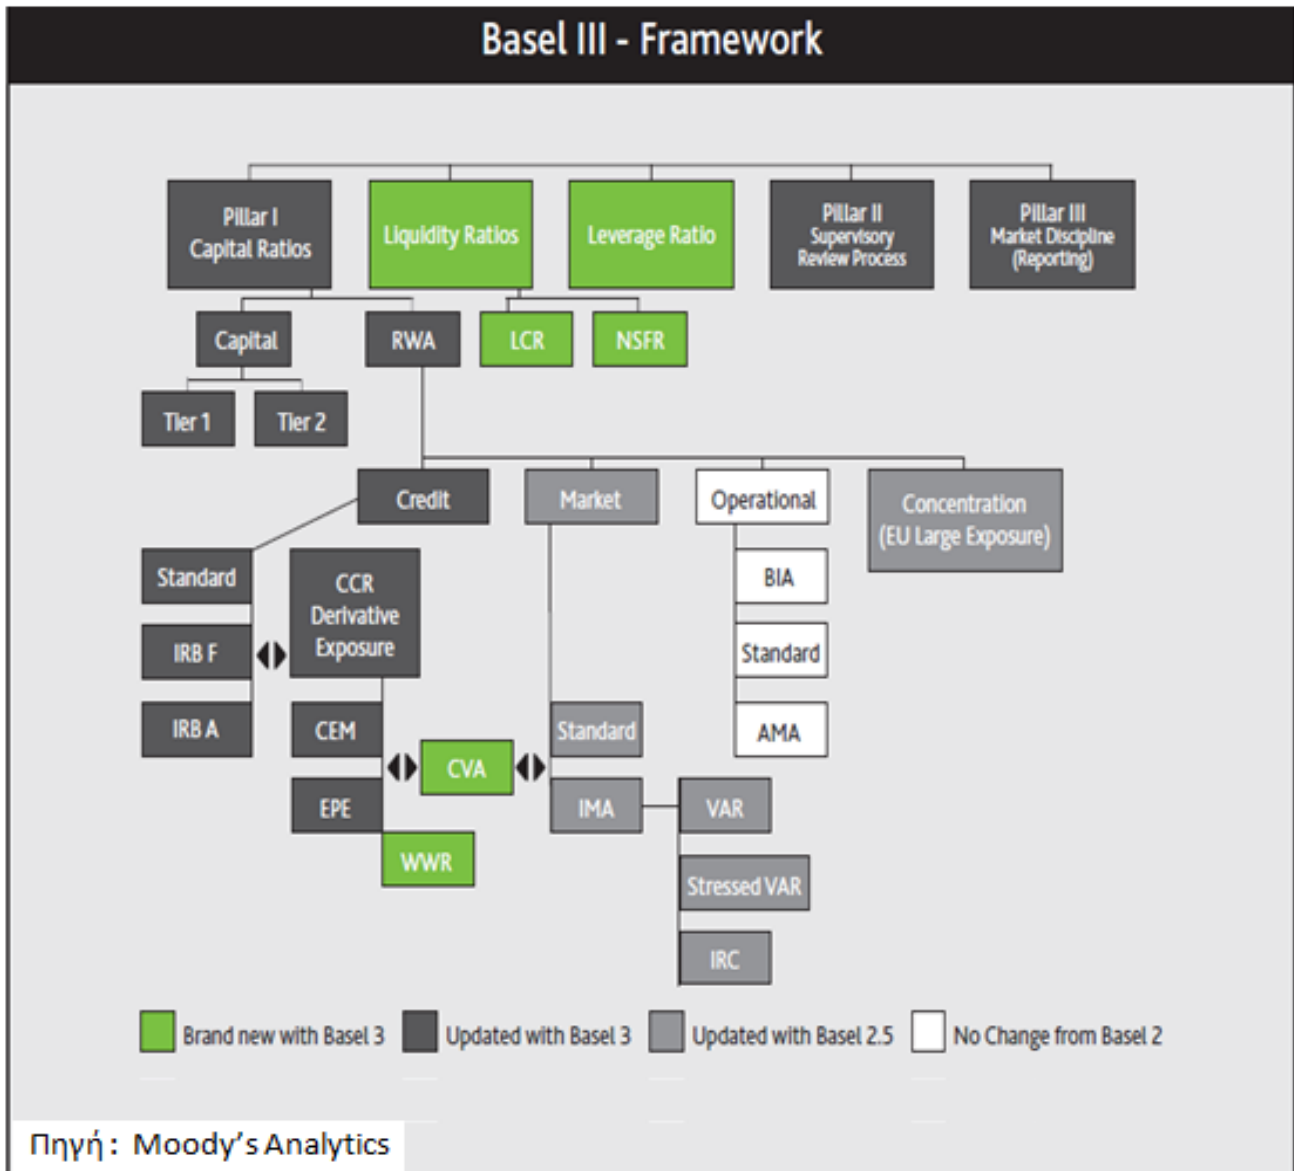 Basel III - Framework
Pillar I
Capital Ratios
Liquidity Ratios
Leverage Ratio
Pillar II
Supervisory
Review Process
Pillar III
Market Discipline
(Reporting)
Capital
RWA
LCR
NSFR
Tier 1
Tier 2
Credit
Market
Operational
Concentration
(EU Large Exposure)
Standard
CCR
Derivative
Exposure
BIA
IRB F
Standard
IRB A
CEM
CVA
Standard
AMA
EPE
IMA
VAR
WWR
Stressed VAR
IRC
Brand new with Basel 3
Updated with Basel 3
Updated with Basel 2.5
No Change from Basel 2
Πηγή : Moody's Analytics